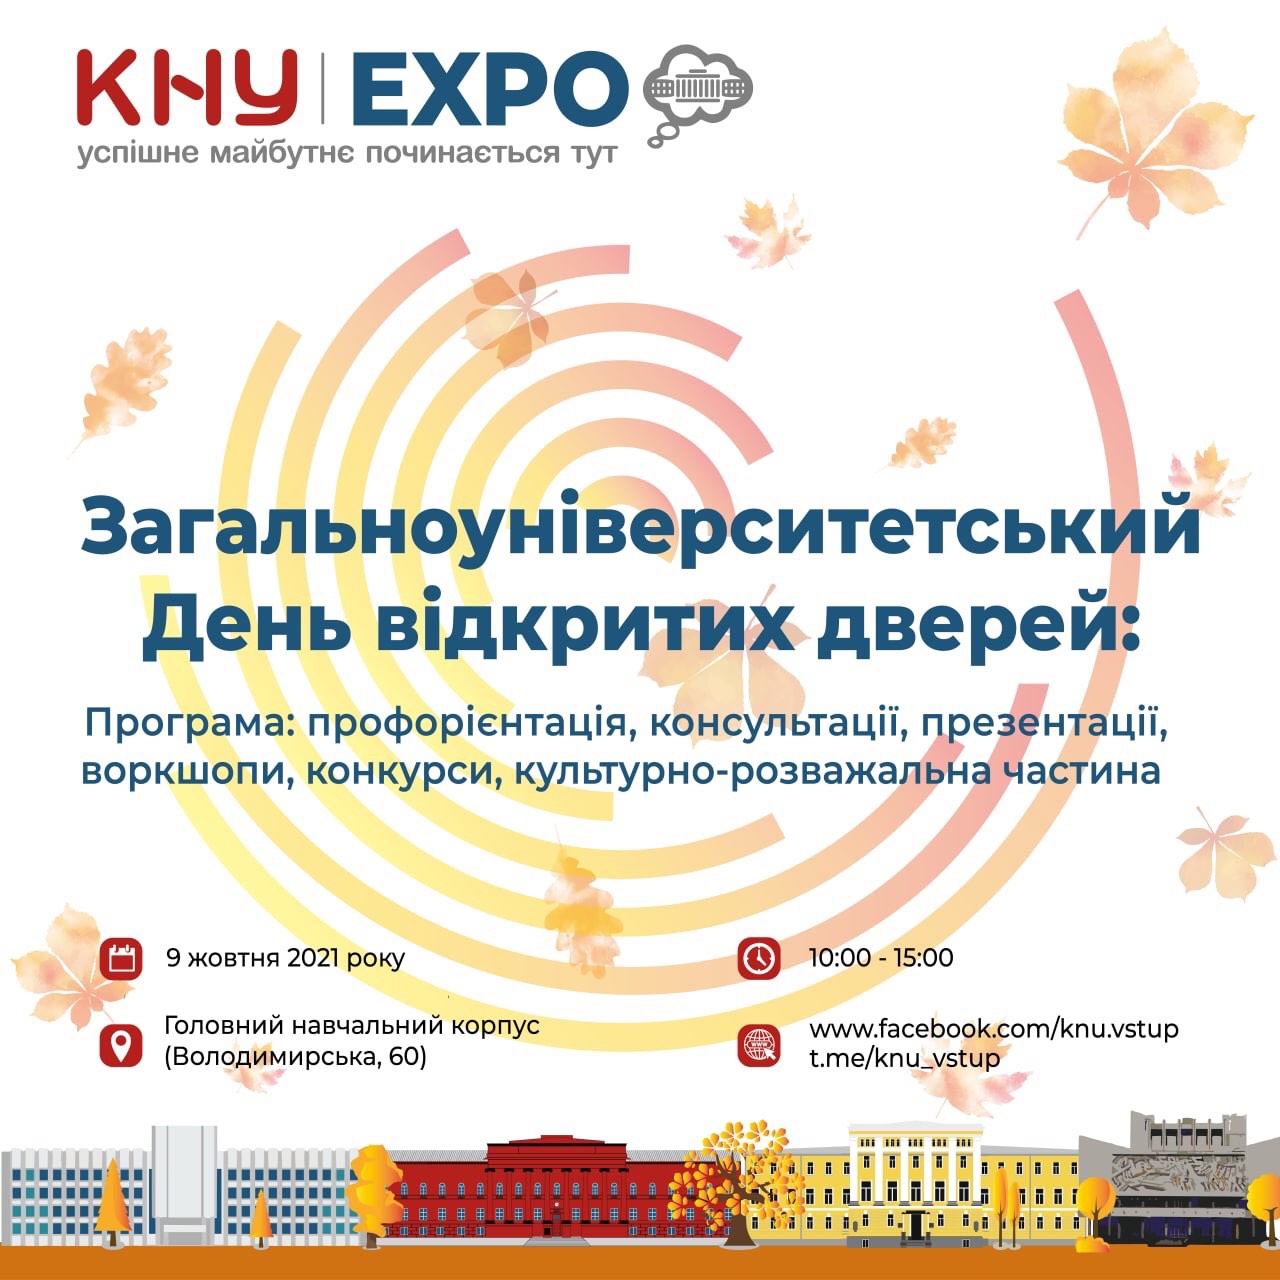 КНУ | EXPO
успішне майбутнє починається тут
Загальноуніверситетський
День відкритих дверей:
Програма: профорієнтація, консультації, презентації,
воркшопи, конкурси, культурно-розважальна частина
9 жовтня 2021 року
10:00 - 15:00
Головний навчальний корпус
(Володимирська, 60)
www.facebook.com/knu.vstup
t.me/knu_vstup